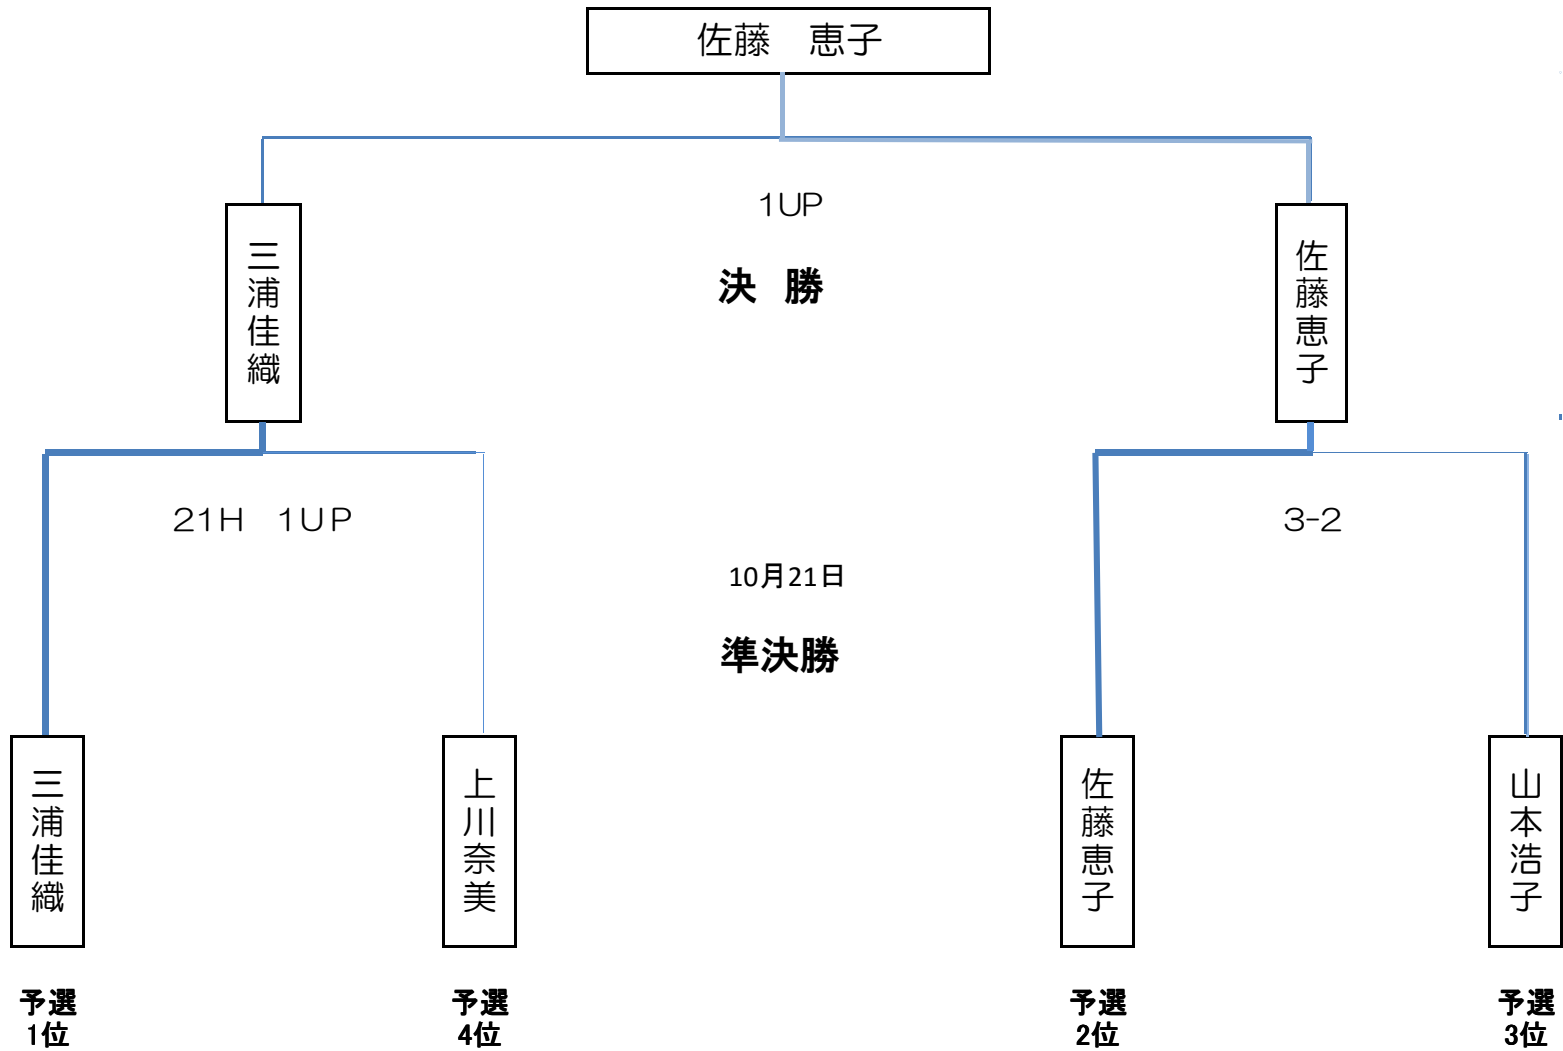 佐藤　恵子
1UP
三浦佳織
決　勝
佐藤恵子
21H　1UP
3-2
10月21日
準決勝
三浦佳織
上川奈美
佐藤恵子
山本浩子
予選
1位
予選
4位
予選
2位
予選
3位